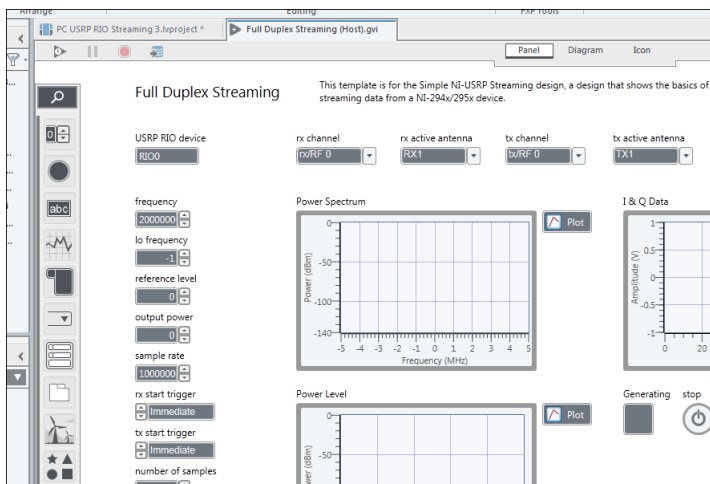 Editing
FXP Tools
PC USRP RIO Streaming 3.lvproject *
Full Duplex Streaming (Host).gvi
Panel
Diagram
Icon
Full Duplex Streaming
This template is for the Simple NI-USRP Streaming design, a design that shows the basics of
streaming data from a NI-294x/295x device.
USRP RIO device
rx channel
rx active antenna
tx channel
tx active antenna
RIO0
rx/RF 0
RX1
tx/RF 0
TX1
abc
frequency
2000000
lo frequency
-1
reference level
0
output power
0
sample rate
1000000
rx start trigger
Immediate
tx start trigger
Immediate
number of samples
Power Spectrum
Plot
Power (dBm)
0
-50
-100
-140
-5 -4 -3 -2 -1 0 1 2 3 4 5
Frequency (MHz)
I & Q Data
Amplitude (V)
1
0.5
0
-0.5
-1
0 20
Power Level
Plot
0
-50
Generating
stop